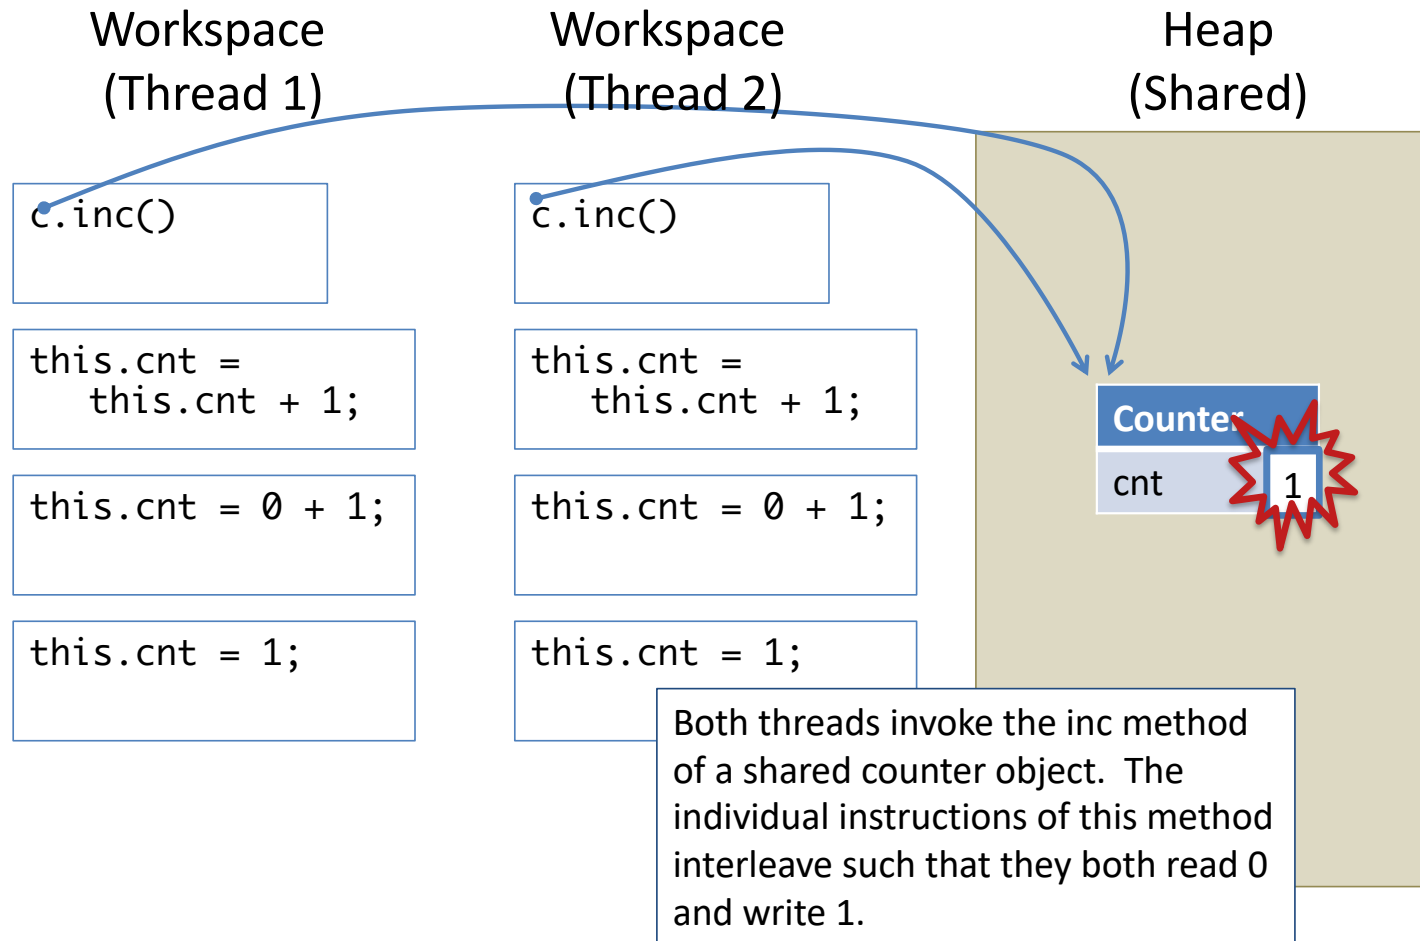 Workspace
(Thread 1)
Workspace
(Thread 2)
Heap
(Shared)
c.inc()
this.cnt =
this.cnt + 1;
this.cnt = 0 + 1;
this.cnt = 1;
c.inc()
this.cnt =
this.cnt + 1;
this.cnt = 0 + 1;
this.cnt = 1;
Counter
cnt 1
Both threads invoke the inc method
of a shared counter object.  The
individual instructions of this method
interleave such that they both read 0
and write 1.